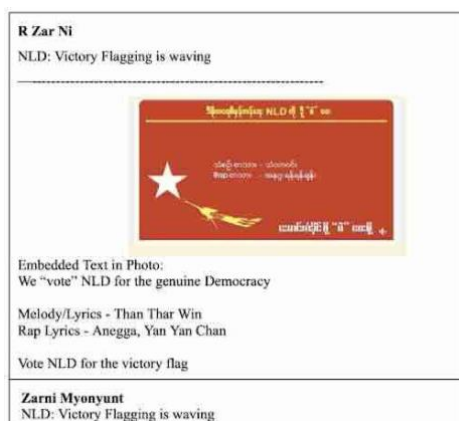 R Zar Ni
NLD: Victory Flagging is waving
Embedded Text in Photo:
We “vote” NLD for the genuine Democracy
Melody/Lyrics - Than Thar Win
Rap Lyrics - Anegga, Yan Yan Chan
Vote NLD for the victory flag
Zarni Myonyunt
NLD: Victory Flagging is waving